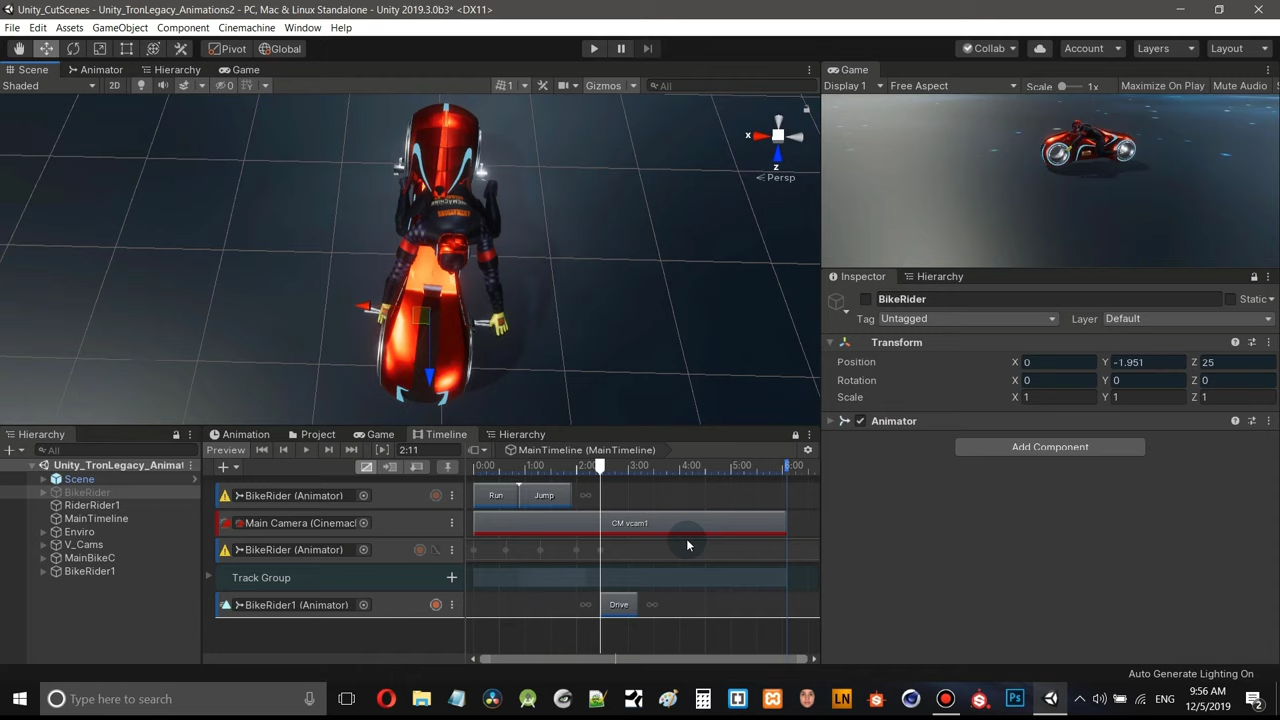 Unity_CutScenes - Unity_TronLegacy_Animations2 - PC, Mac & Linux Standalone - Unity 2019.3.0b3* <DX11>
File Edit Assets GameObject Component Cinemachine Window Help
Pivot Global Collab Account Layers Layout
Scene Animator Hierarchy Game
Shaded 2D 0 1 Gizmos All
x z Persp
Game
Display 1 Free Aspect Scale 1x Maximize On Play Mute Audio
Inspector Hierarchy
BikeRider Static
Tag Untagged Layer Default
Transform
Position X 0 Y -1.951 Z 25
Rotation X 0 Y 0 Z 0
Scale X 1 Y 1 Z 1
Animator
Add Component
Hierarchy
All
Unity_TronLegacy_Animat
Scene
BikeRider
RiderRider1
MainTimeline
Enviro
V_Cams
MainBikeC
BikeRider1
Animation Project Game Timeline Hierarchy
Preview 2:11 MainTimeline (MainTimeline)
0:00 1:00 2:00 3:00 4:00 5:00 6:00
BikeRider (Animator) Run Jump
Main Camera (Cinemacl CM vcam1
BikeRider (Animator)
Track Group
BikeRider1 (Animator) Drive
Auto Generate Lighting On
Type here to search
LN Ps ENG 9:56 AM
12/5/2019 2